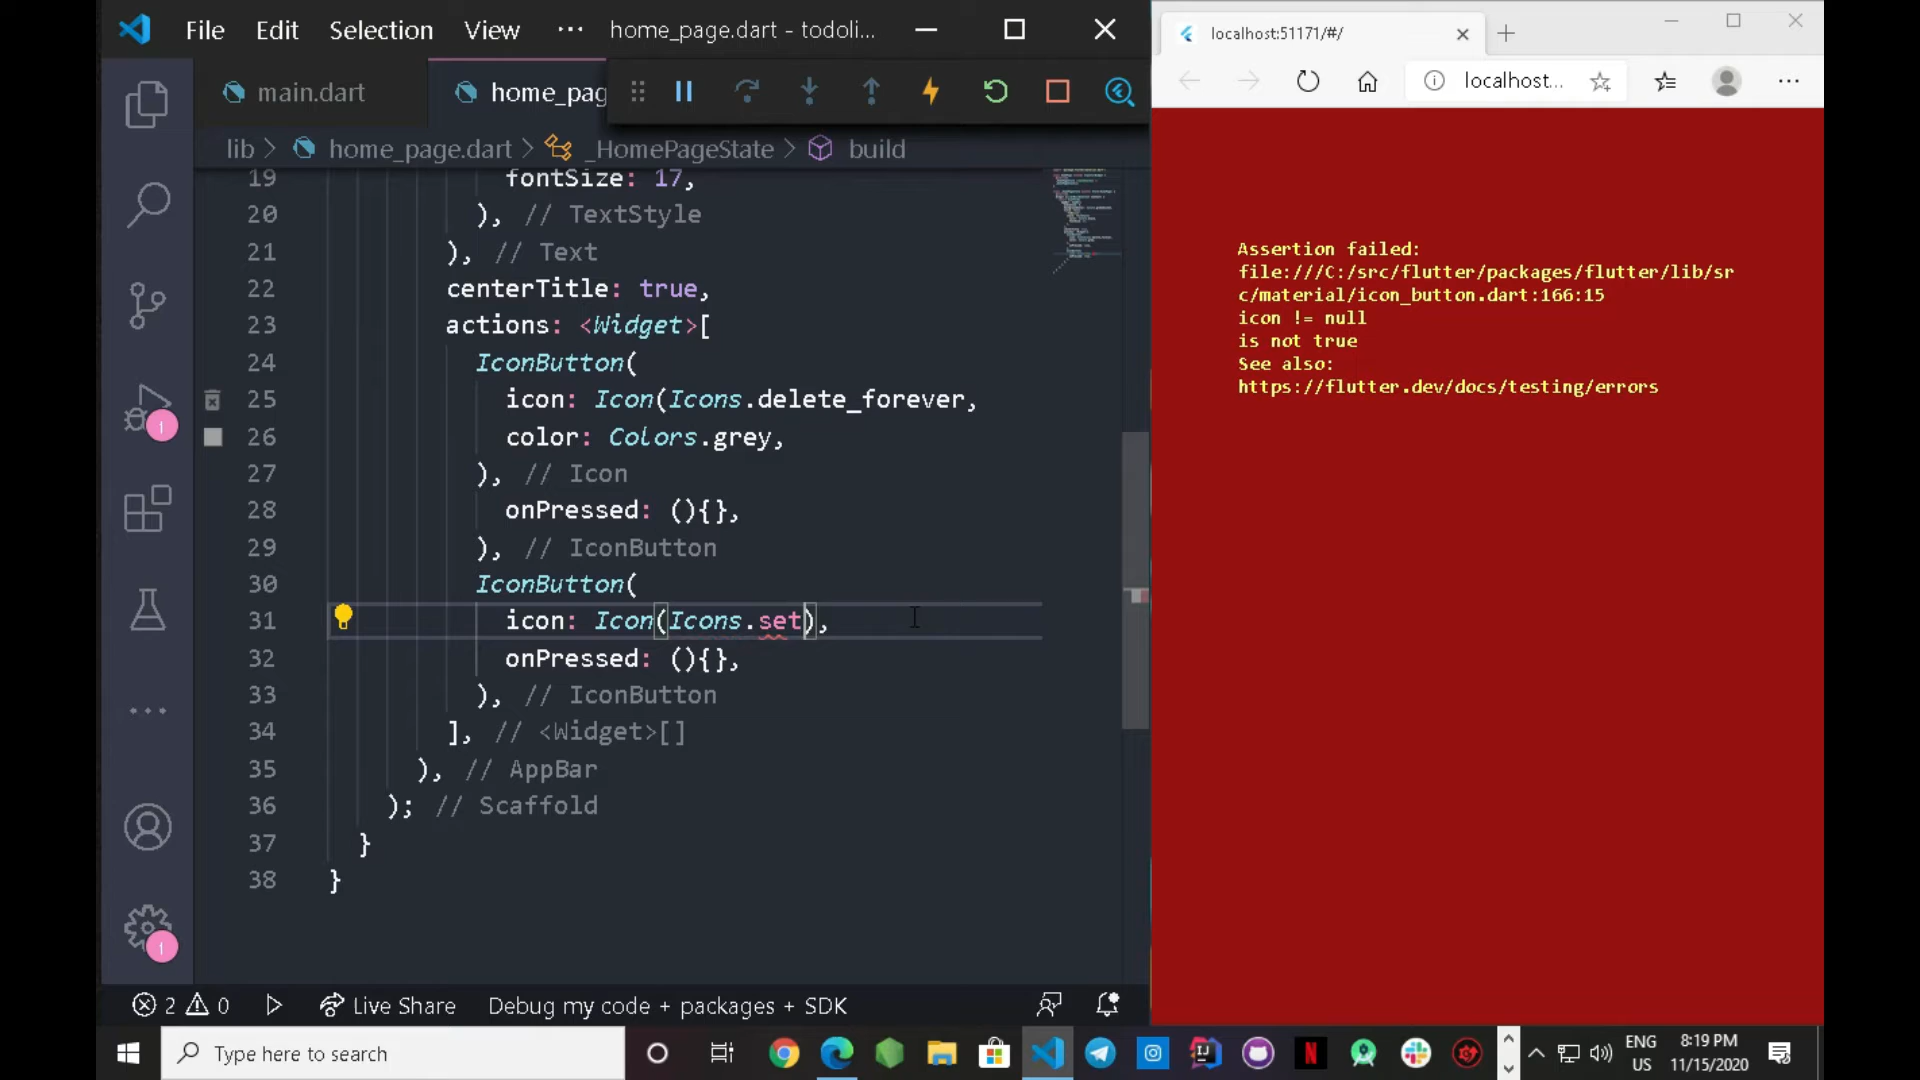 File Edit Selection View ··· home_page.dart - todoli...
main.dart home_pag
lib > home_page.dart > _HomePageState > build
19 fontSize: 17,
20 ), // TextStyle
21 ), // Text
22 centerTitle: true,
23 actions: <Widget>[
24 IconButton(
25 icon: Icon(Icons.delete_forever,
26 color: Colors.grey,
27 ), // Icon
28 onPressed: (){},
29 ), // IconButton
30 IconButton(
31 icon: Icon(Icons.set),
32 onPressed: (){},
33 ), // IconButton
34 ], // <Widget>[]
35 ), // AppBar
36 ); // Scaffold
37 }
38 }
1
1
2 0 Live Share Debug my code + packages + SDK
localhost:51171/#/
localhost...
Assertion failed:
file:///C:/src/flutter/packages/flutter/lib/sr
c/material/icon_button.dart:166:15
icon != null
is not true
See also:
https://flutter.dev/docs/testing/errors
Type here to search
ENG
US
8:19 PM
11/15/2020